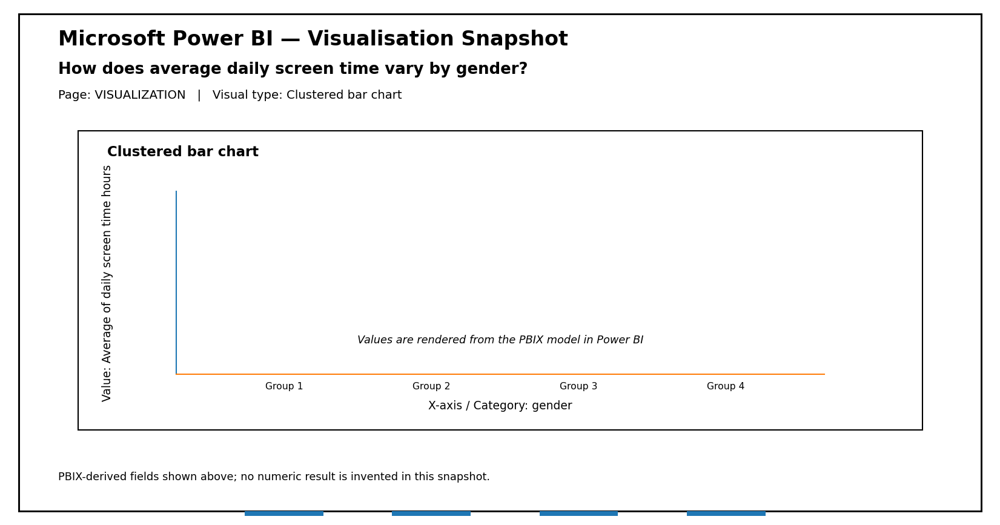 Microsoft Power BI — Visualisation Snapshot
How does average daily screen time vary by gender?
Page: VISUALIZATION | Visual type: Clustered bar chart
Clustered bar chart
Value: Average of daily screen time hours
Values are rendered from the PBIX model in Power BI
Group 1 Group 2 Group 3 Group 4
X-axis / Category: gender
PBIX-derived fields shown above; no numeric result is invented in this snapshot.